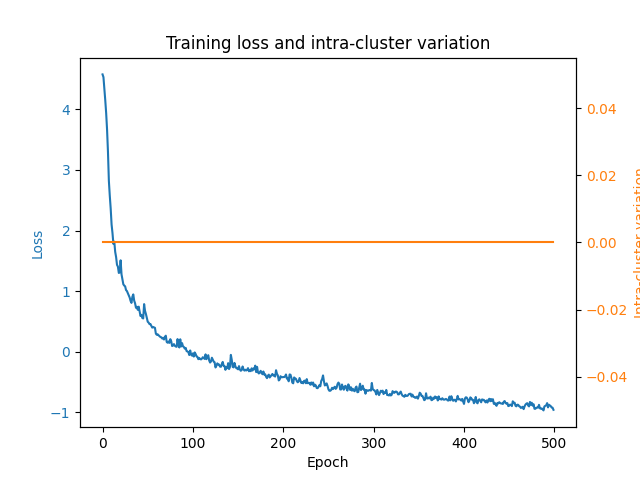 Training loss and intra-cluster variation
Loss
4
3
2
1
0
−1
0.04
0.02
0.00
−0.02
−0.04
Intra-cluster variation
0 100 200 300 400 500
Epoch